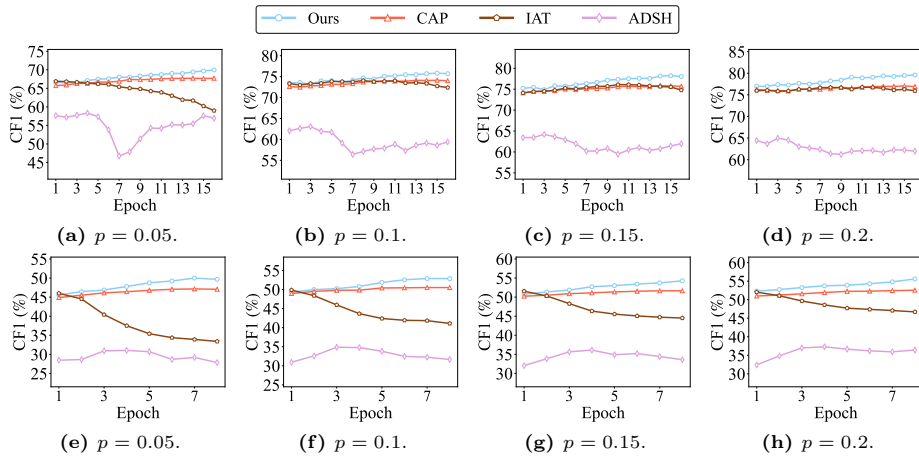 Ours CAP IAT ADSH
CF1 (%) 70 65 60 55 50 45
1 3 5 7 9 11 13 15
Epoch
(a) p = 0.05.
CF1 (%) 80 75 70 65 60 55 50
1 3 5 7 9 11 13 15
Epoch
(b) p = 0.1.
CF1 (%) 80 75 70 65 60 55
1 3 5 7 9 11 13 15
Epoch
(c) p = 0.15.
CF1 (%) 85 80 75 70 65 60
1 3 5 7 9 11 13 15
Epoch
(d) p = 0.2.
CF1 (%) 55 50 45 40 35 30 25
1 3 5 7
Epoch
(e) p = 0.05.
CF1 (%) 55 50 45 40 35 30 25
1 3 5 7
Epoch
(f) p = 0.1.
CF1 (%) 60 55 50 45 40 35 30
1 3 5 7
Epoch
(g) p = 0.15.
CF1 (%) 60 55 50 45 40 35 30
1 3 5 7
Epoch
(h) p = 0.2.